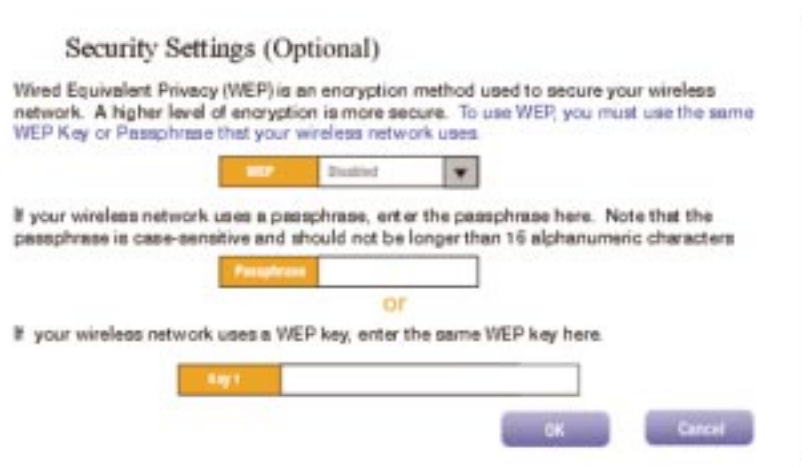 Security Settings (Optional)
Wired Equivalent Privacy (WEP) is an encryption method used to secure your wireless
network. A higher level of encryption is more secure. To use WEP, you must use the same
WEP Key or Passphrase that your wireless network uses.
WEP Disabled
If your wireless network uses a passphrase, enter the passphrase here. Note that the
passphrase is case-sensitive and should not be longer than 16 alphanumeric characters
Passphrase
or
If your wireless network uses a WEP key, enter the same WEP key here.
Key 1
OK Cancel